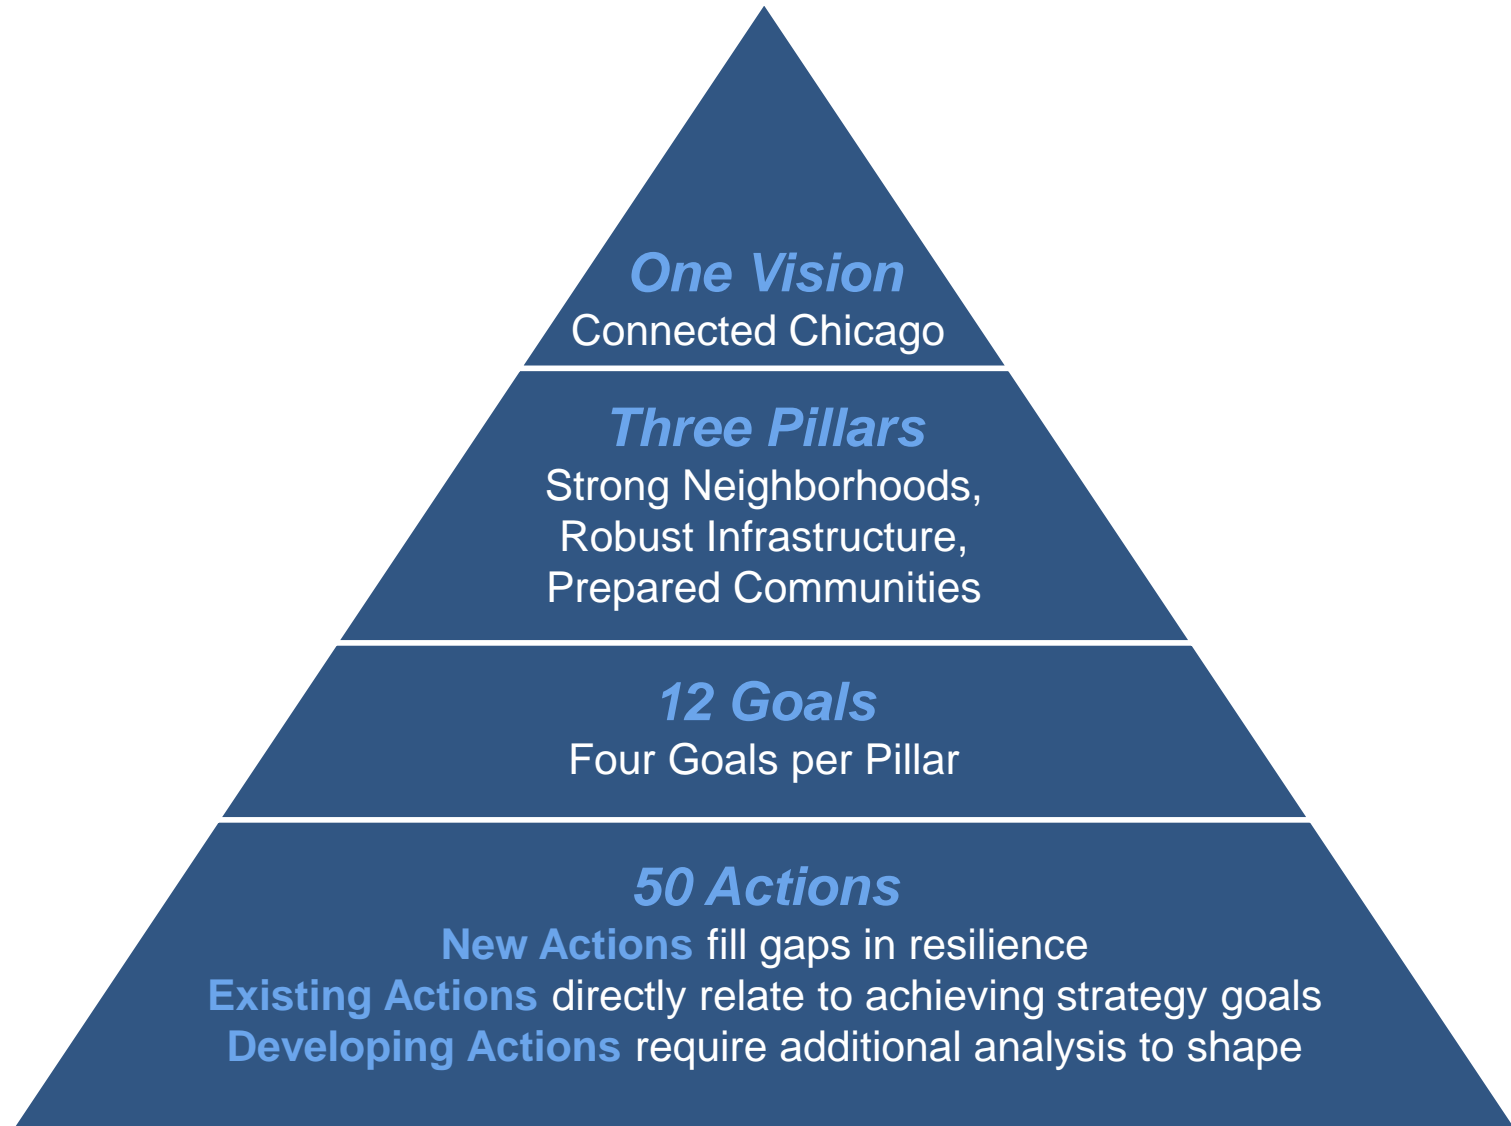 One Vision
Connected Chicago
Three Pillars
Strong Neighborhoods,
Robust Infrastructure,
Prepared Communities
12 Goals
Four Goals per Pillar
50 Actions
New Actions fill gaps in resilience
Existing Actions directly relate to achieving strategy goals
Developing Actions require additional analysis to shape